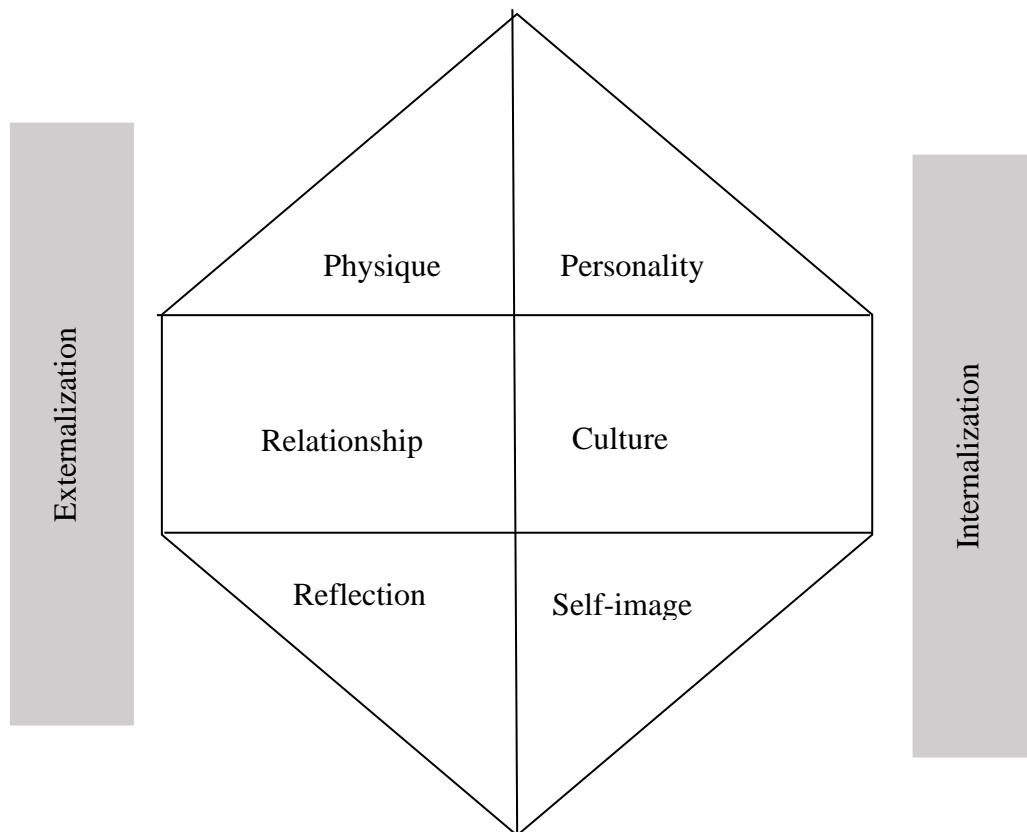 Physique
Personality
Externalization
Relationship
Culture
Internalization
Reflection
Self-image